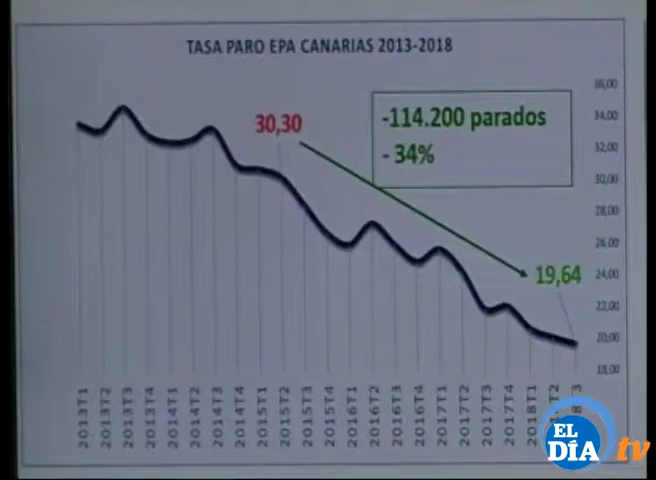 TASA PARO EPA CANARIAS 2013-2018
36,00
34,00
32,00
30,00
28,00
26,00
24,00
22,00
20,00
18,00
30,30
-114.200 parados
- 34%
19,64
2013T1
2013T2
2013T3
2013T4
2014T1
2014T2
2014T3
2014T4
2015T1
2015T2
2015T3
2015T4
2016T1
2016T2
2016T3
2016T4
2017T1
2017T2
2017T3
2017T4
2018T1
T2
EL
DÍA tv